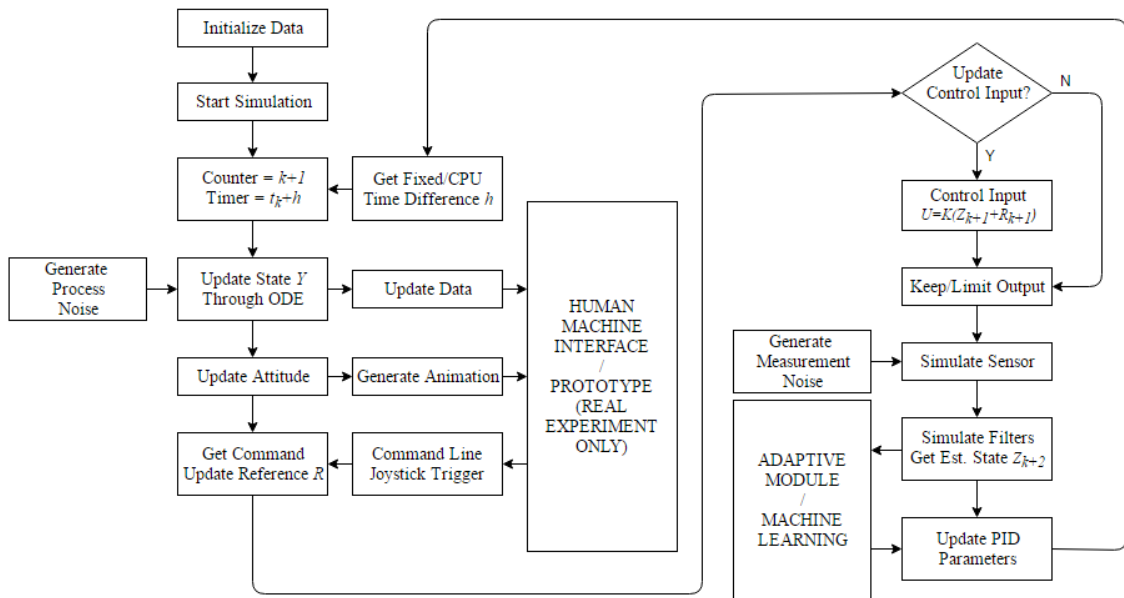 Initialize Data
Start Simulation
Counter = k+1
Timer = t_k+h
Get Fixed/CPU
Time Difference h
Generate
Process
Noise
Update State Y
Through ODE
Update Data
Update Attitude
Generate Animation
Get Command
Update Reference R
Command Line
Joystick Trigger
HUMAN
MACHINE
INTERFACE
/
PROTOTYPE
(REAL
EXPERIMENT
ONLY)
Update
Control Input?
N
Y
Control Input
U=K(Z_{k+1}+R_{k+1})
Keep/Limit Output
Generate
Measurement
Noise
Simulate Sensor
Simulate Filters
Get Est. State Z_{k+2}
ADAPTIVE
MODULE
/
MACHINE
LEARNING
Update PID
Parameters